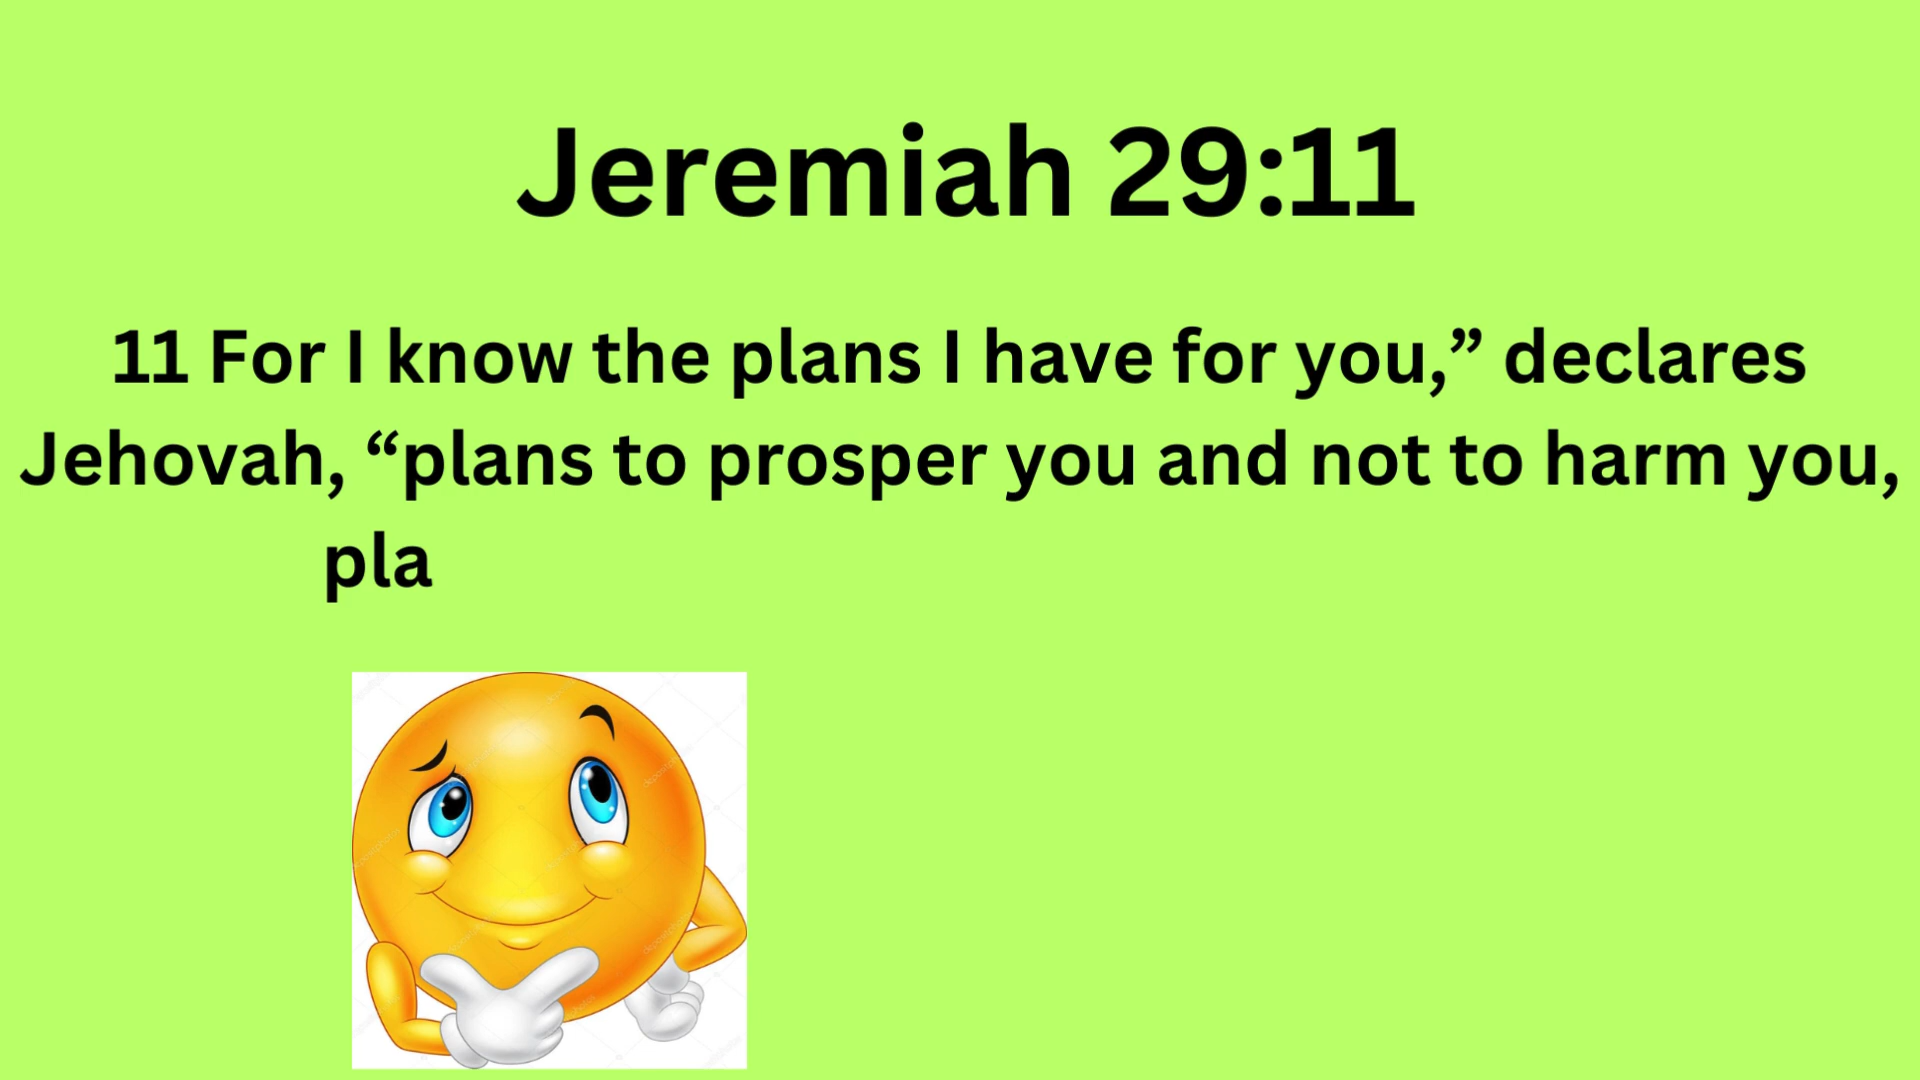 Jeremiah 29:11
11 For I know the plans I have for you,” declares
Jehovah, “plans to prosper you and not to harm you,
pla